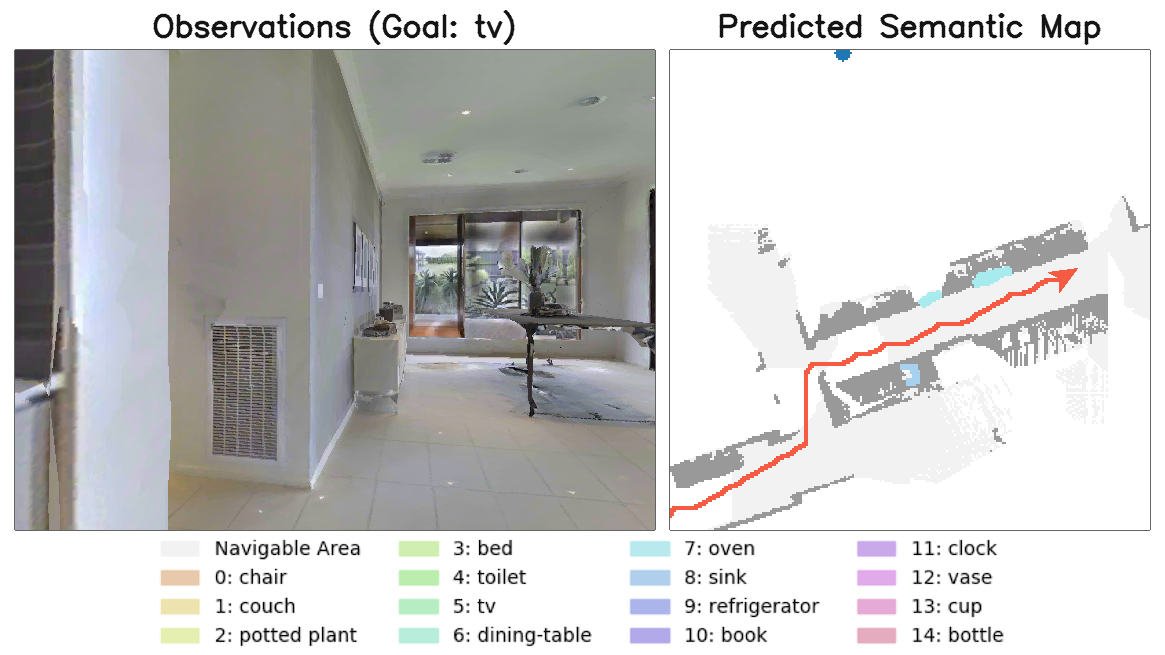 Observations (Goal: tv)
Predicted Semantic Map
Navigable Area
0: chair
1: couch
2: potted plant
3: bed
4: toilet
5: tv
6: dining-table
7: oven
8: sink
9: refrigerator
10: book
11: clock
12: vase
13: cup
14: bottle